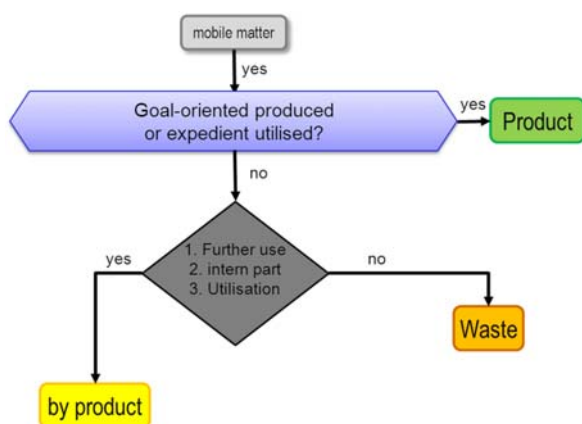 mobile matter
yes
Goal-oriented produced
or expedient utilised?
yes
Product
no
1. Further use
2. intern part
3. Utilisation
yes
no
Waste
by product